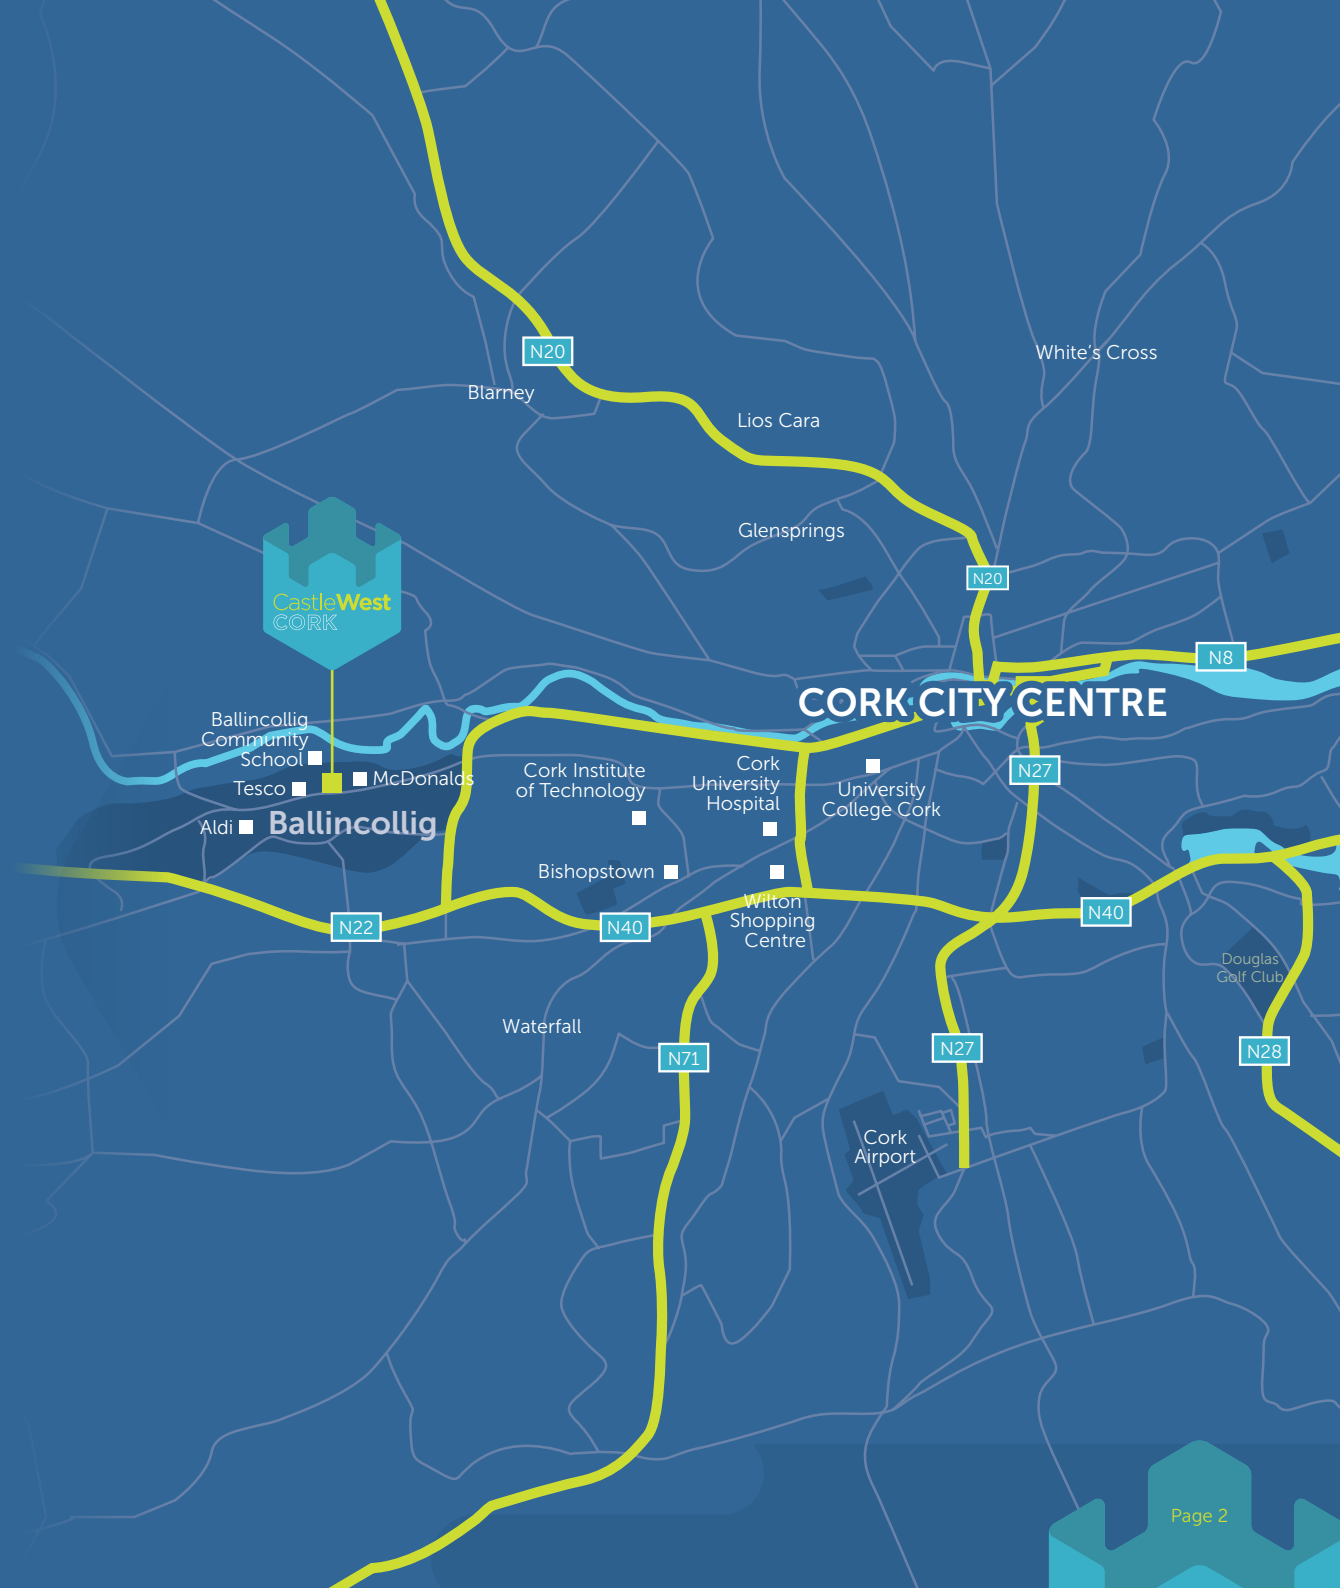 N20
White's Cross
Blarney
Lios Cara
Glensprings
N20
CastleWest
CORK
N8
CORK CITY CENTRE
Ballincollig
Community
School
Tesco
McDonalds
Aldi
Ballincollig
Cork Institute
of Technology
Cork
University
Hospital
University
College Cork
N27
Bishopstown
Wilton
Shopping
Centre
N22
N40
N40
Douglas
Golf Club
Waterfall
N71
N27
N28
Cork
Airport
Page 2